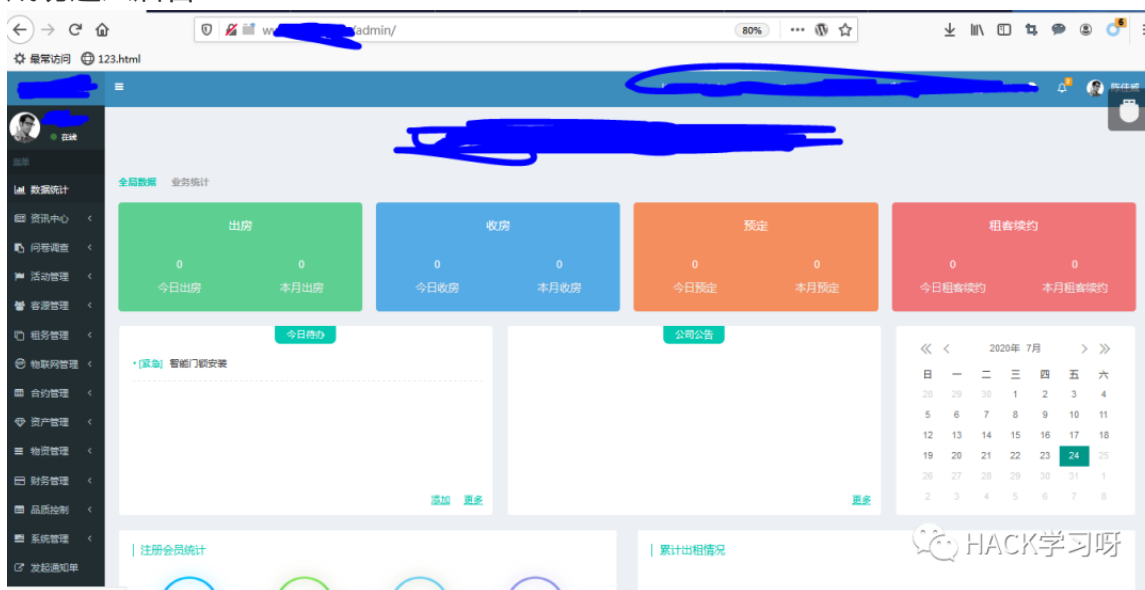 /admin/
80%
6
最常访问 123.html
在线
菜单
数据统计
资讯中心
问卷调查
活动管理
客源管理
租务管理
物联网管理
合约管理
资产管理
物资管理
财务管理
品质控制
系统管理
发起通知单
全局数据 业务统计
出房
0 0
今日出房 本月出房
收房
0 0
今日收房 本月收房
预定
0 0
今日预定 本月预定
租客续约
0 0
今日租客续约 本月租客续约
今日待办
· [紧急] 智能门锁安装
添加 更多
公司公告
更多
2020年 7月
日 一 二 三 四 五 六
28 29 30 1 2 3 4
5 6 7 8 9 10 11
12 13 14 15 16 17 18
19 20 21 22 23 24 25
26 27 28 29 30 31 1
2 3 4 5 6 7 8
注册会员统计
累计出租情况
HACK学习呀